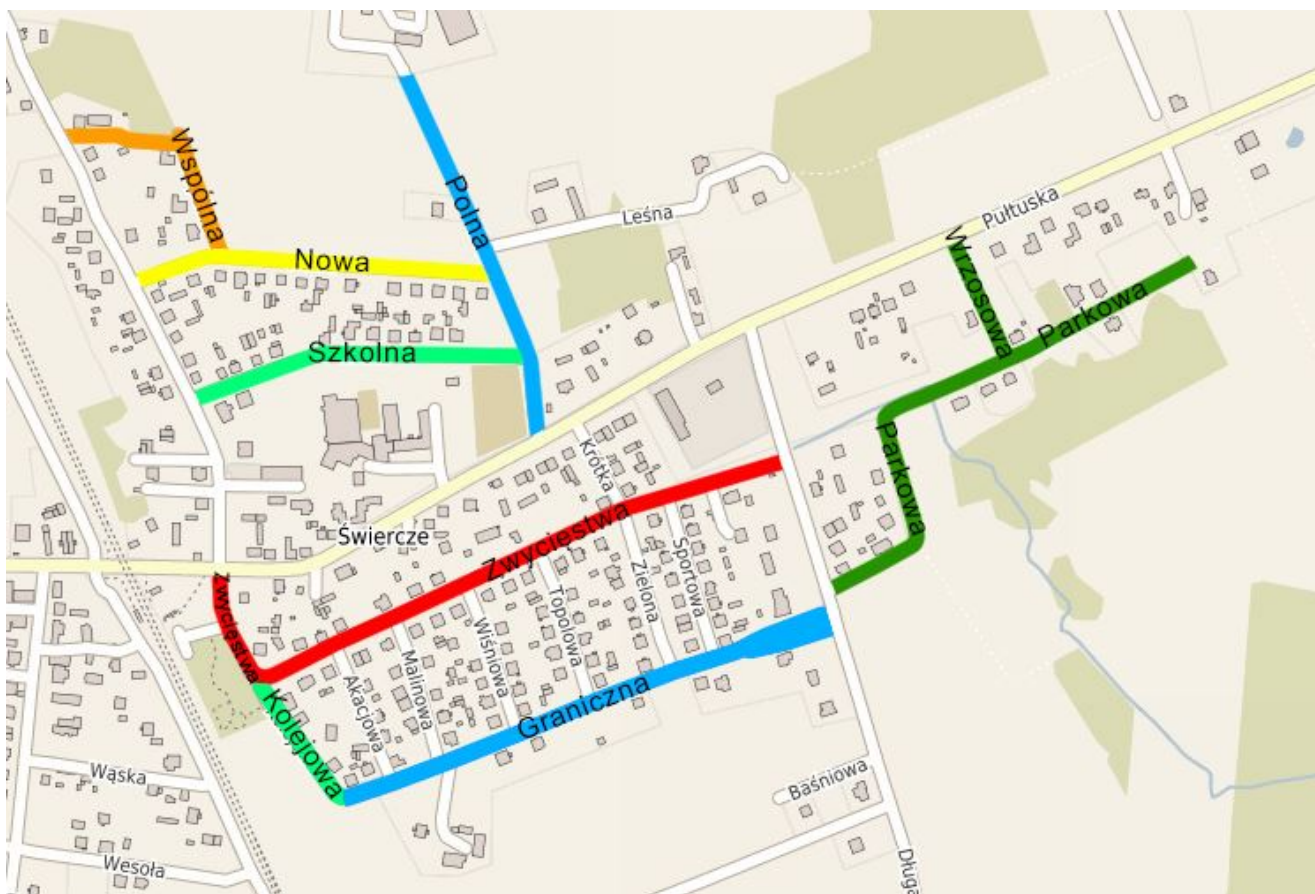 Wspólna
Polna
Leśna
Pułtuska
Wrzosowa
Nowa
Parkowa
Szkolna
Krótka
Parkowa
Świercze
Zwycięstwa
Zwycięstwa
Sportowa
Zielona
Topolowa
Wiśniowa
Malinowa
Akacjowa
Kolejowa
Graniczna
Wąska
Baśniowa
Wesoła
Długa